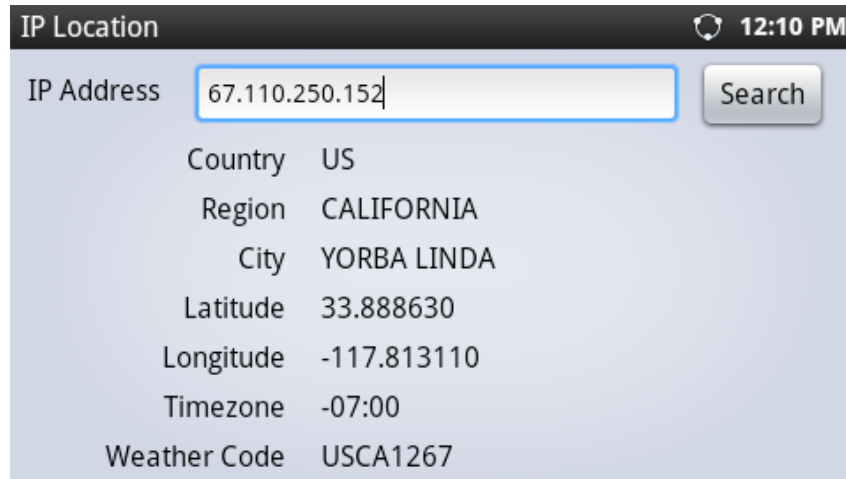 IP Location 12:10 PM
IP Address 67.110.250.152 Search
Country US
Region CALIFORNIA
City YORBA LINDA
Latitude 33.888630
Longitude -117.813110
Timezone -07:00
Weather Code USCA1267